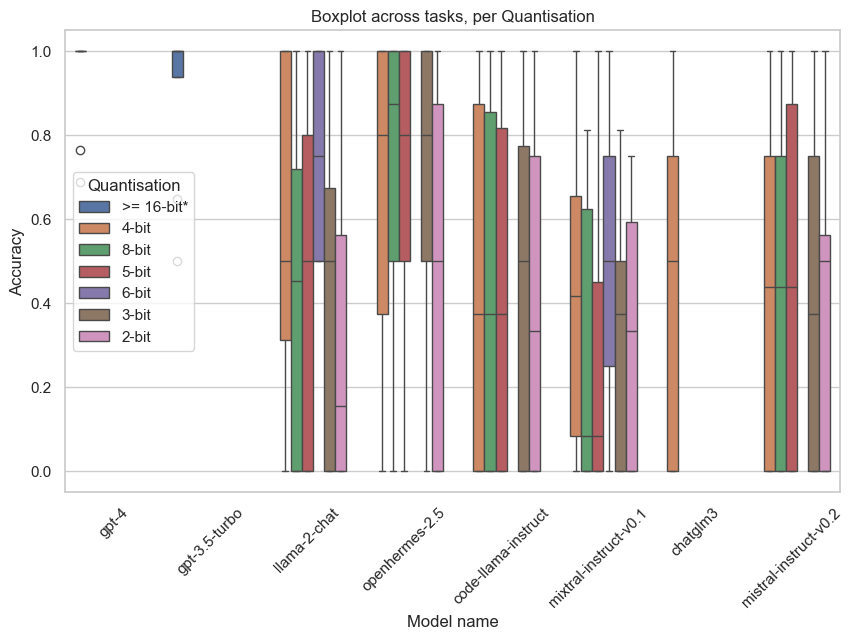 Boxplot across tasks, per Quantisation
Accuracy
1.0
0.8
0.6
0.4
0.2
0.0
Quantisation
>= 16-bit*
4-bit
8-bit
5-bit
6-bit
3-bit
2-bit
gpt-4
gpt-3.5-turbo
llama-2-chat
openhermes-2.5
code-llama-instruct
mixtral-instruct-v0.1
chatglm3
mistral-instruct-v0.2
Model name